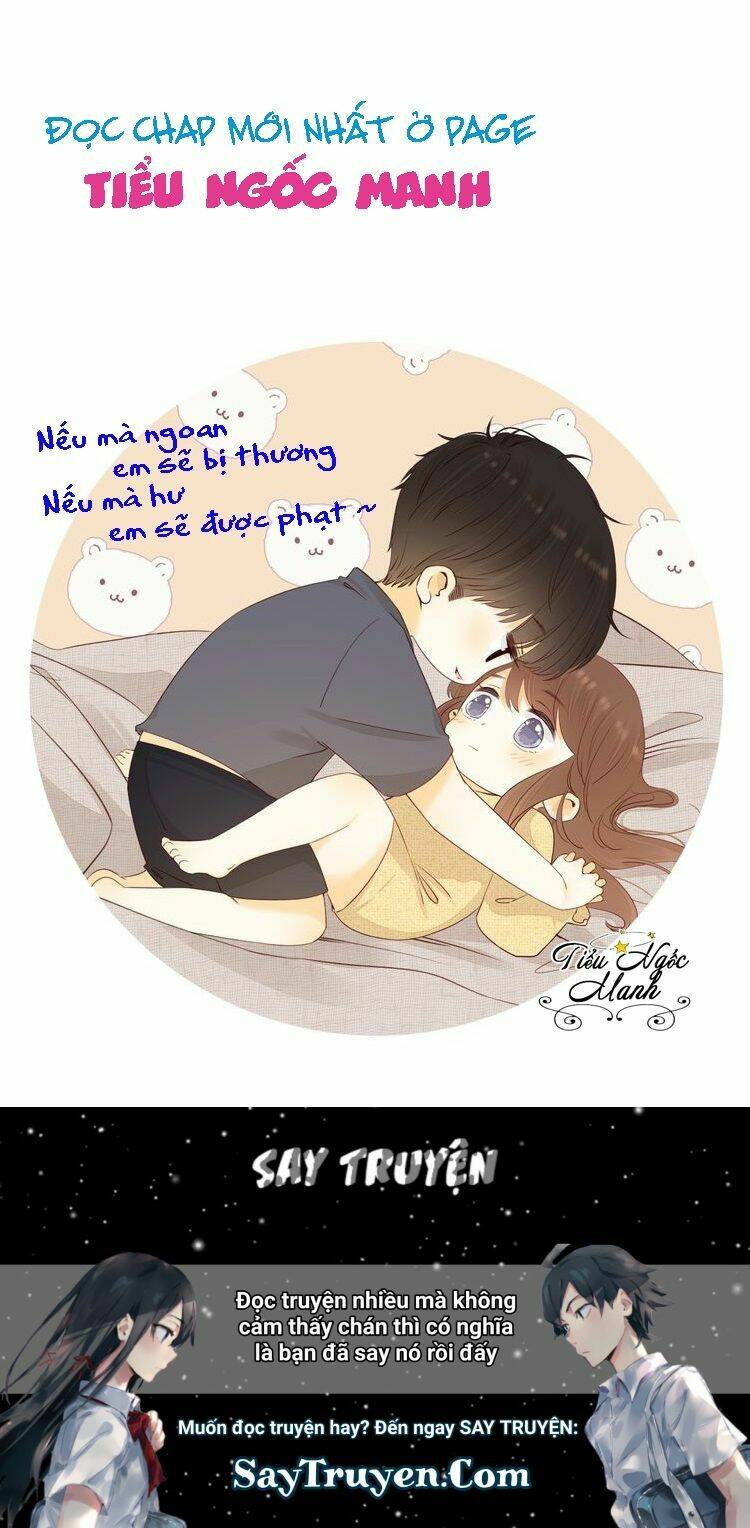 ĐỌC CHAP MỚI NHẤT Ở PAGE
TIỂU NGỐC MANH
Nếu mà ngoan
em sẽ bị thương
Nếu mà hư
em sẽ được phạt ~
Tiểu Ngốc
Manh
SAY TRUYỆN
Đọc truyện nhiều mà không
cảm thấy chán thì có nghĩa
là bạn đã say nó rồi đấy
Muốn đọc truyện hay? Đến ngay SAY TRUYỆN:
SayTruyen.Com